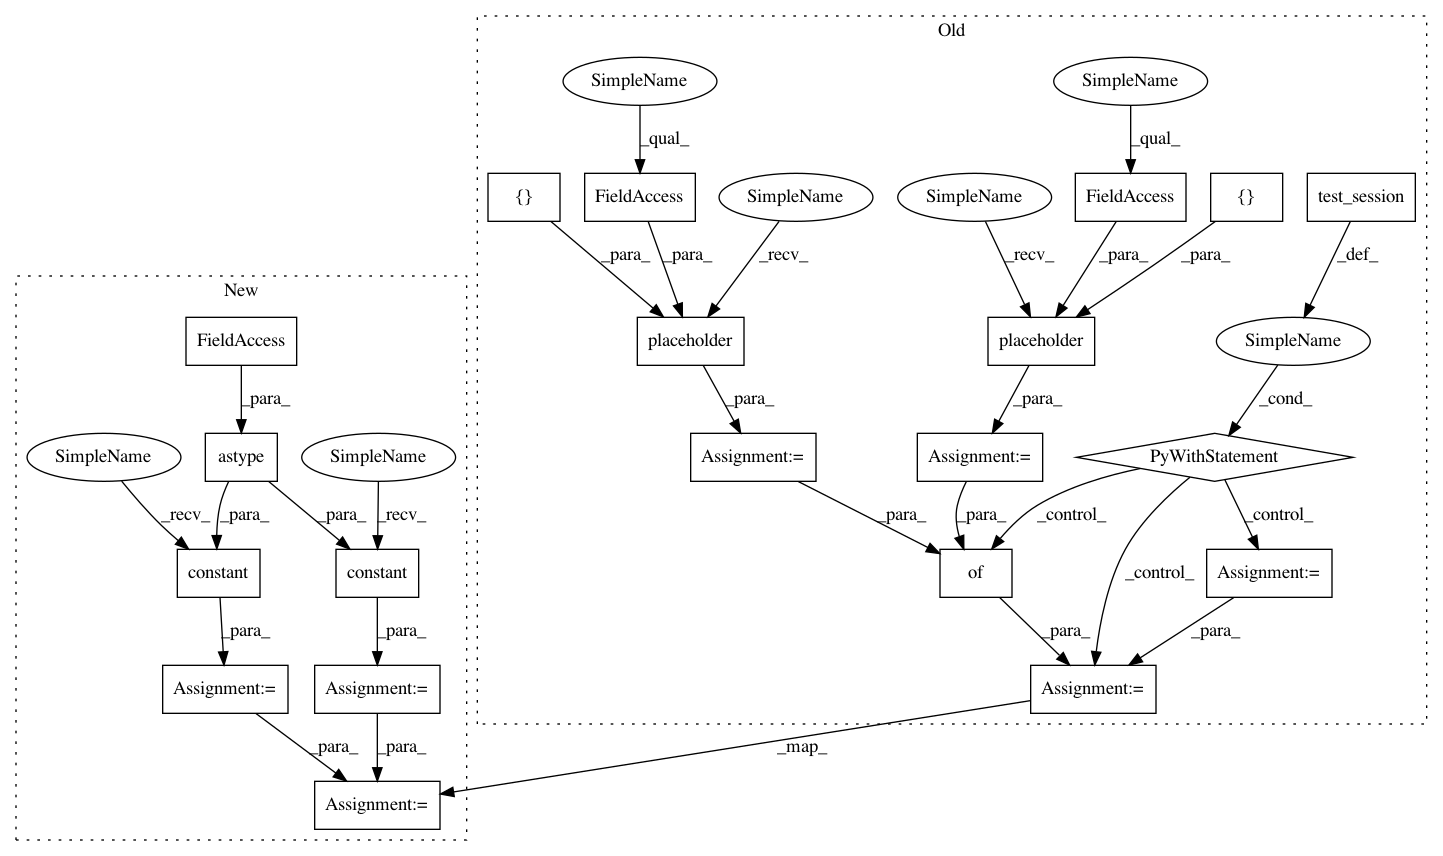 Old
SimpleName
SimpleName
_qual_
_qual_
{}
FieldAccess
SimpleName
SimpleName
FieldAccess
{}
test_session
_para_
_para_
_recv_
_recv_
_para_
_para_
_def_
New
FieldAccess
placeholder
placeholder
SimpleName
_para_
_para_
_para_
_cond_
SimpleName
astype
SimpleName
Assignment:=
Assignment:=
PyWithStatement
_recv_
_para_
_para_
_recv_
_para_
_para_
_control_
_control_
constant
constant
of
_control_
Assignment:=
_para_
_para_
_para_
_para_
Assignment:=
Assignment:=
Assignment:=
_para_
_para_
_map_
Assignment:=